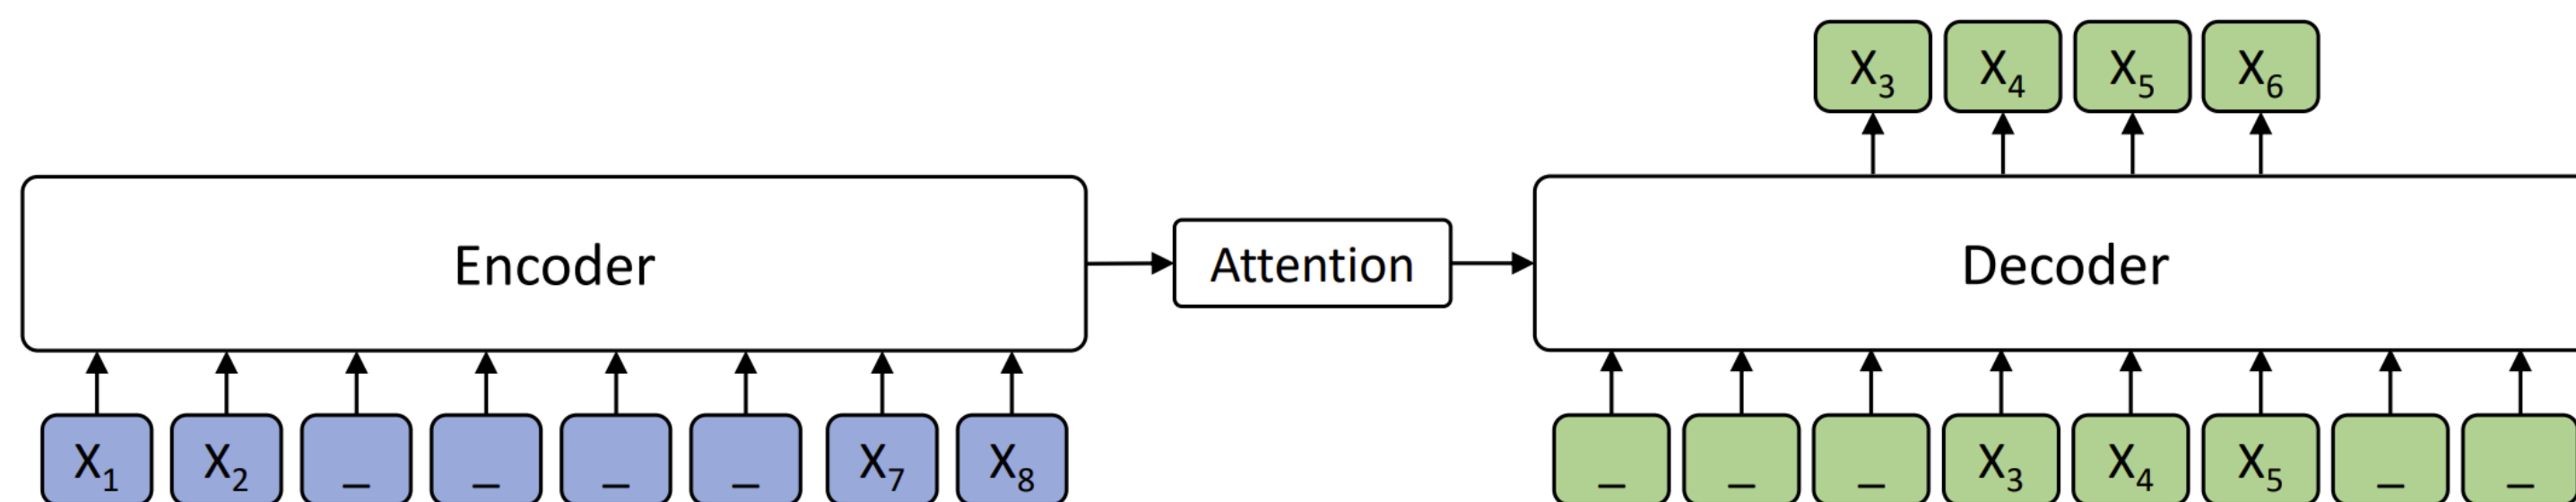 X₃ X₄ X₅ X₆
Encoder Attention Decoder
X₁ X₂ _ _ _ _ X₇ X₈ _ _ _ X₃ X₄ X₅ _ _